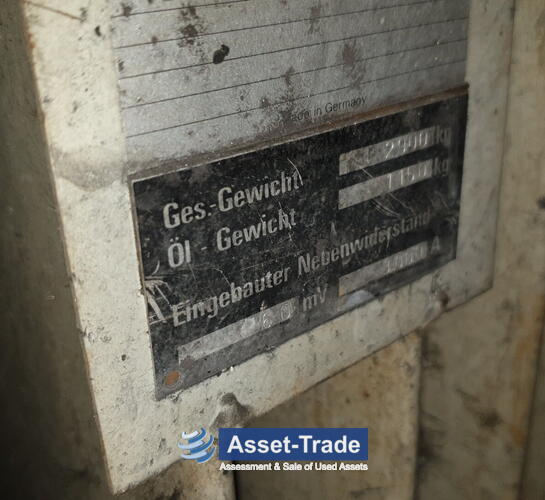 Made in Germany
Ges.-Gewicht 2900 kg
Öl - Gewicht 1150 kg
Eingebauter Nebenwiderstand
60 mV A
Asset-Trade
Assessment & Sale of Used Assets